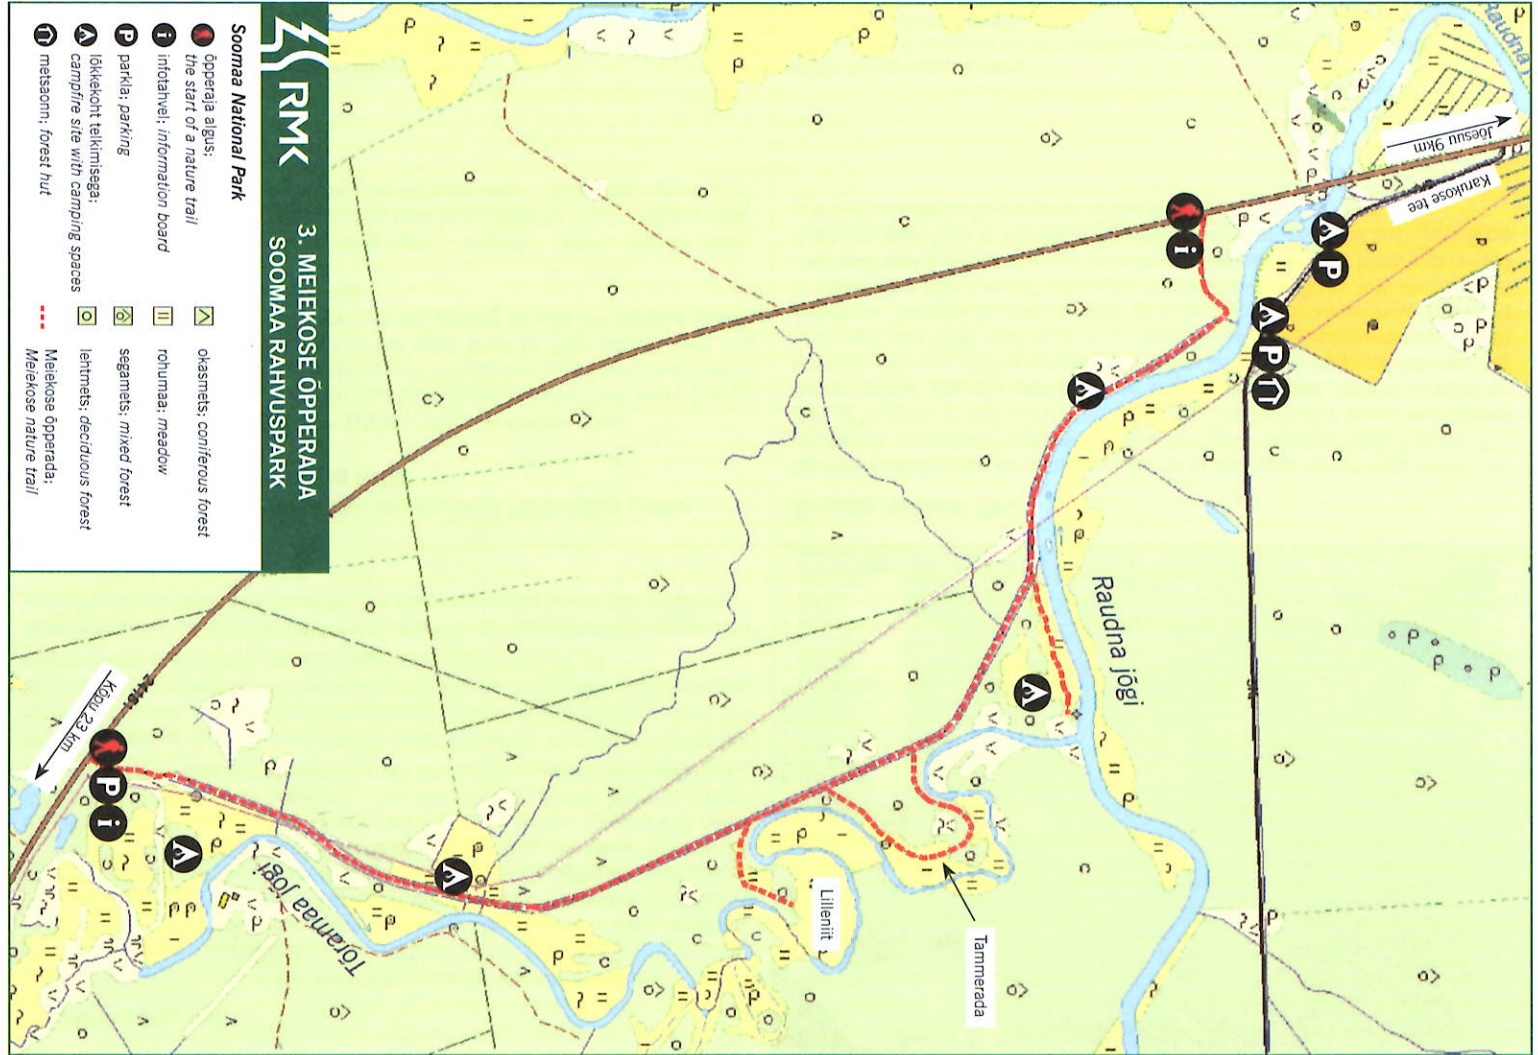 RMK
3. MEIEKOSE ÕPPERADA
SOOMAA RAHVUSPARK
Soomaa National Park
õpperaja algus;
the start of a nature trail
i
infotahvel; information board
P
parkla; parking
lõkkekoht telkimisega;
campfire site with camping spaces
metsaonn; forest hut
okasmets; coniferous forest
rohumaa; meadow
segamets; mixed forest
lehtmets; deciduous forest
Meiekose õpperada;
Meiekose nature trail
Jõesuu 9km
Karukose tee
P
P
i
Raudna jõgi
Tammerada
Lilleniit
Tõramaa jõgi
Kõpu 23 km
P
i